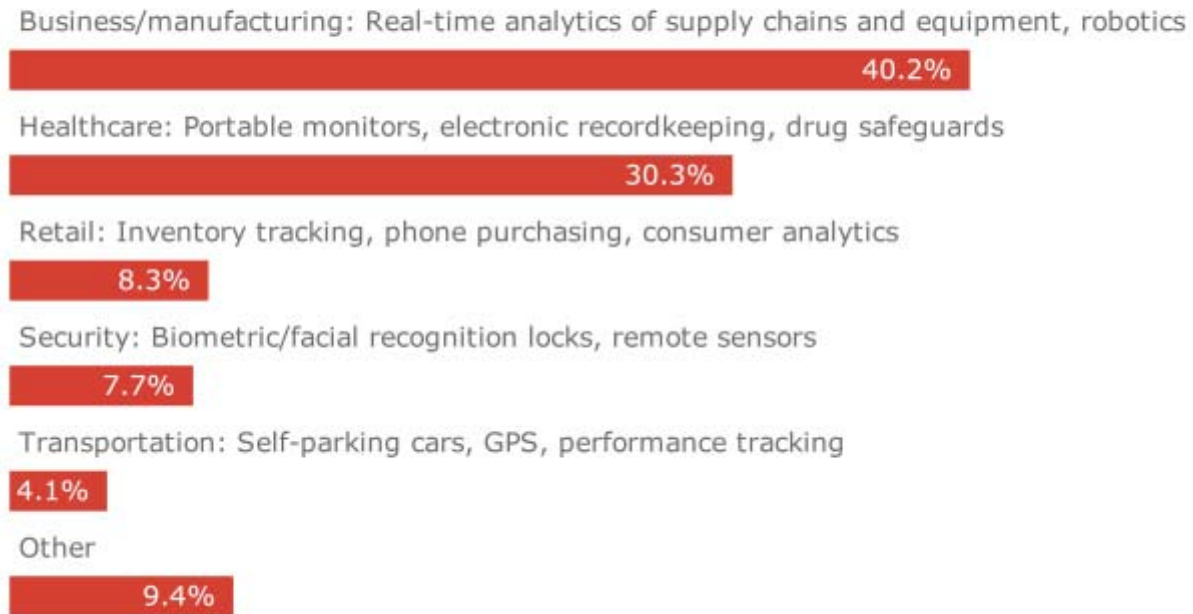 Business/manufacturing: Real-time analytics of supply chains and equipment, robotics
40.2%
Healthcare: Portable monitors, electronic recordkeeping, drug safeguards
30.3%
Retail: Inventory tracking, phone purchasing, consumer analytics
8.3%
Security: Biometric/facial recognition locks, remote sensors
7.7%
Transportation: Self-parking cars, GPS, performance tracking
4.1%
Other
9.4%